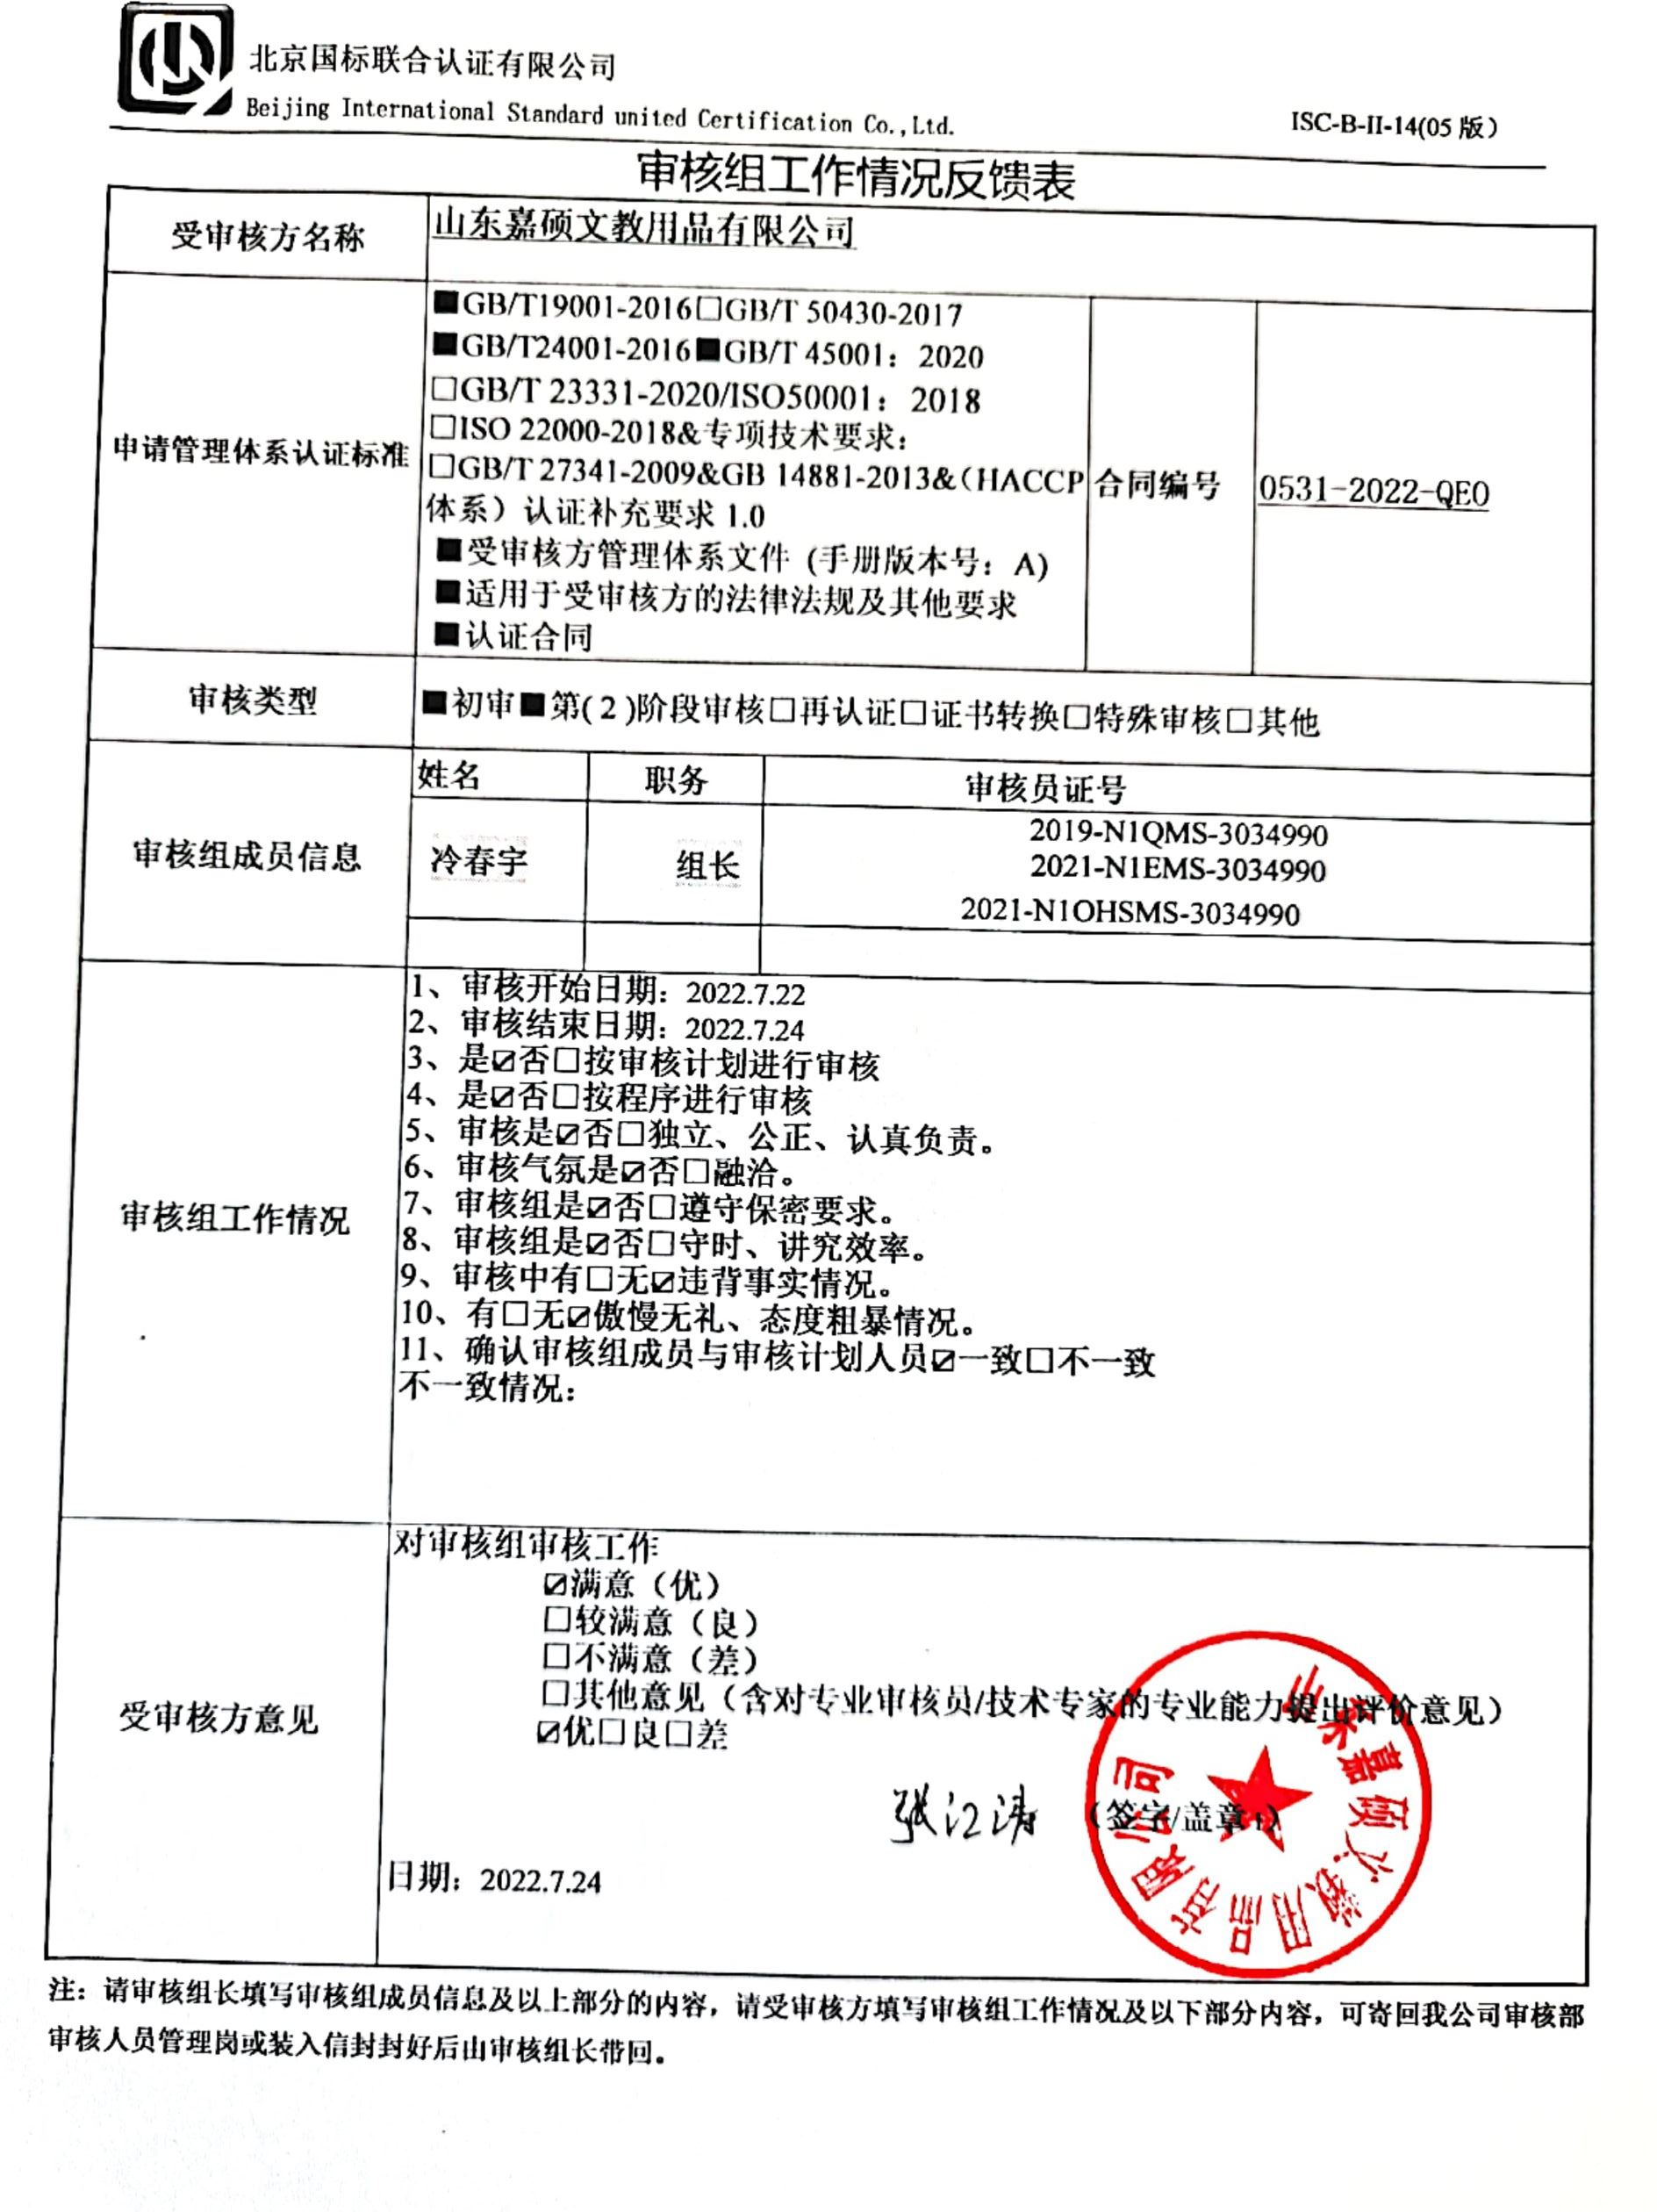 北京国标联合认证有限公司
Beijing International Standard united Certification Co.,Ltd.
ISC-B-II-14(05 版)
审核组工作情况反馈表
受审核方名称
山东嘉硕文教用品有限公司
申请管理体系认证标准
■GB/T19001-2016□GB/T 50430-2017
■GB/T24001-2016■GB/T 45001：2020
□GB/T 23331-2020/ISO50001：2018
□ISO 22000-2018&专项技术要求：
□GB/T 27341-2009&GB 14881-2013&（HACCP
体系）认证补充要求 1.0
■受审核方管理体系文件 (手册版本号：A)
■适用于受审核方的法律法规及其他要求
■认证合同
合同编号
0531-2022-QEO
审核类型
■初审■第( 2 )阶段审核□再认证□证书转换□特殊审核□其他
审核组成员信息
姓名 职务 审核员证号
冷春宇 组长
2019-N1QMS-3034990
2021-N1EMS-3034990
2021-N1OHSMS-3034990
审核组工作情况
1、审核开始日期：2022.7.22
2、审核结束日期：2022.7.24
3、是☑否□按审核计划进行审核
4、是☑否□按程序进行审核
5、审核是☑否□独立、公正、认真负责。
6、审核气氛是☑否□融洽。
7、审核组是☑否□遵守保密要求。
8、审核组是☑否□守时、讲究效率。
9、审核中有□无☑违背事实情况。
10、有□无☑傲慢无礼、态度粗暴情况。
11、确认审核组成员与审核计划人员☑一致□不一致
不一致情况：
受审核方意见
对审核组审核工作
☑满意（优）
□较满意（良）
□不满意（差）
□其他意见（含对专业审核员/技术专家的专业能力提出评价意见）
☑优□良□差
张江涛 （签字/盖章）
山东嘉硕文教用品有限公司
日期：2022.7.24
注：请审核组长填写审核组成员信息及以上部分的内容，请受审核方填写审核组工作情况及以下部分内容，可寄回我公司审核部
审核人员管理岗或装入信封封好后由审核组长带回。